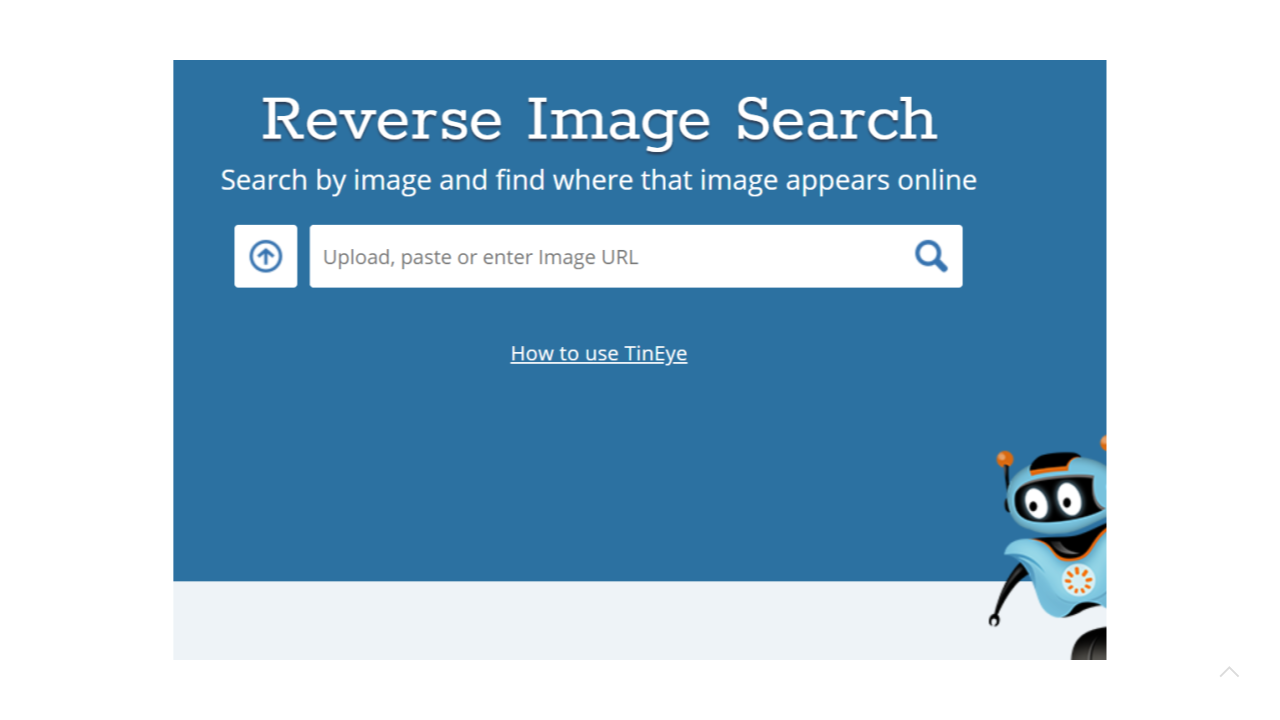 Reverse Image Search
Search by image and find where that image appears online
Upload, paste or enter Image URL
How to use TinEye